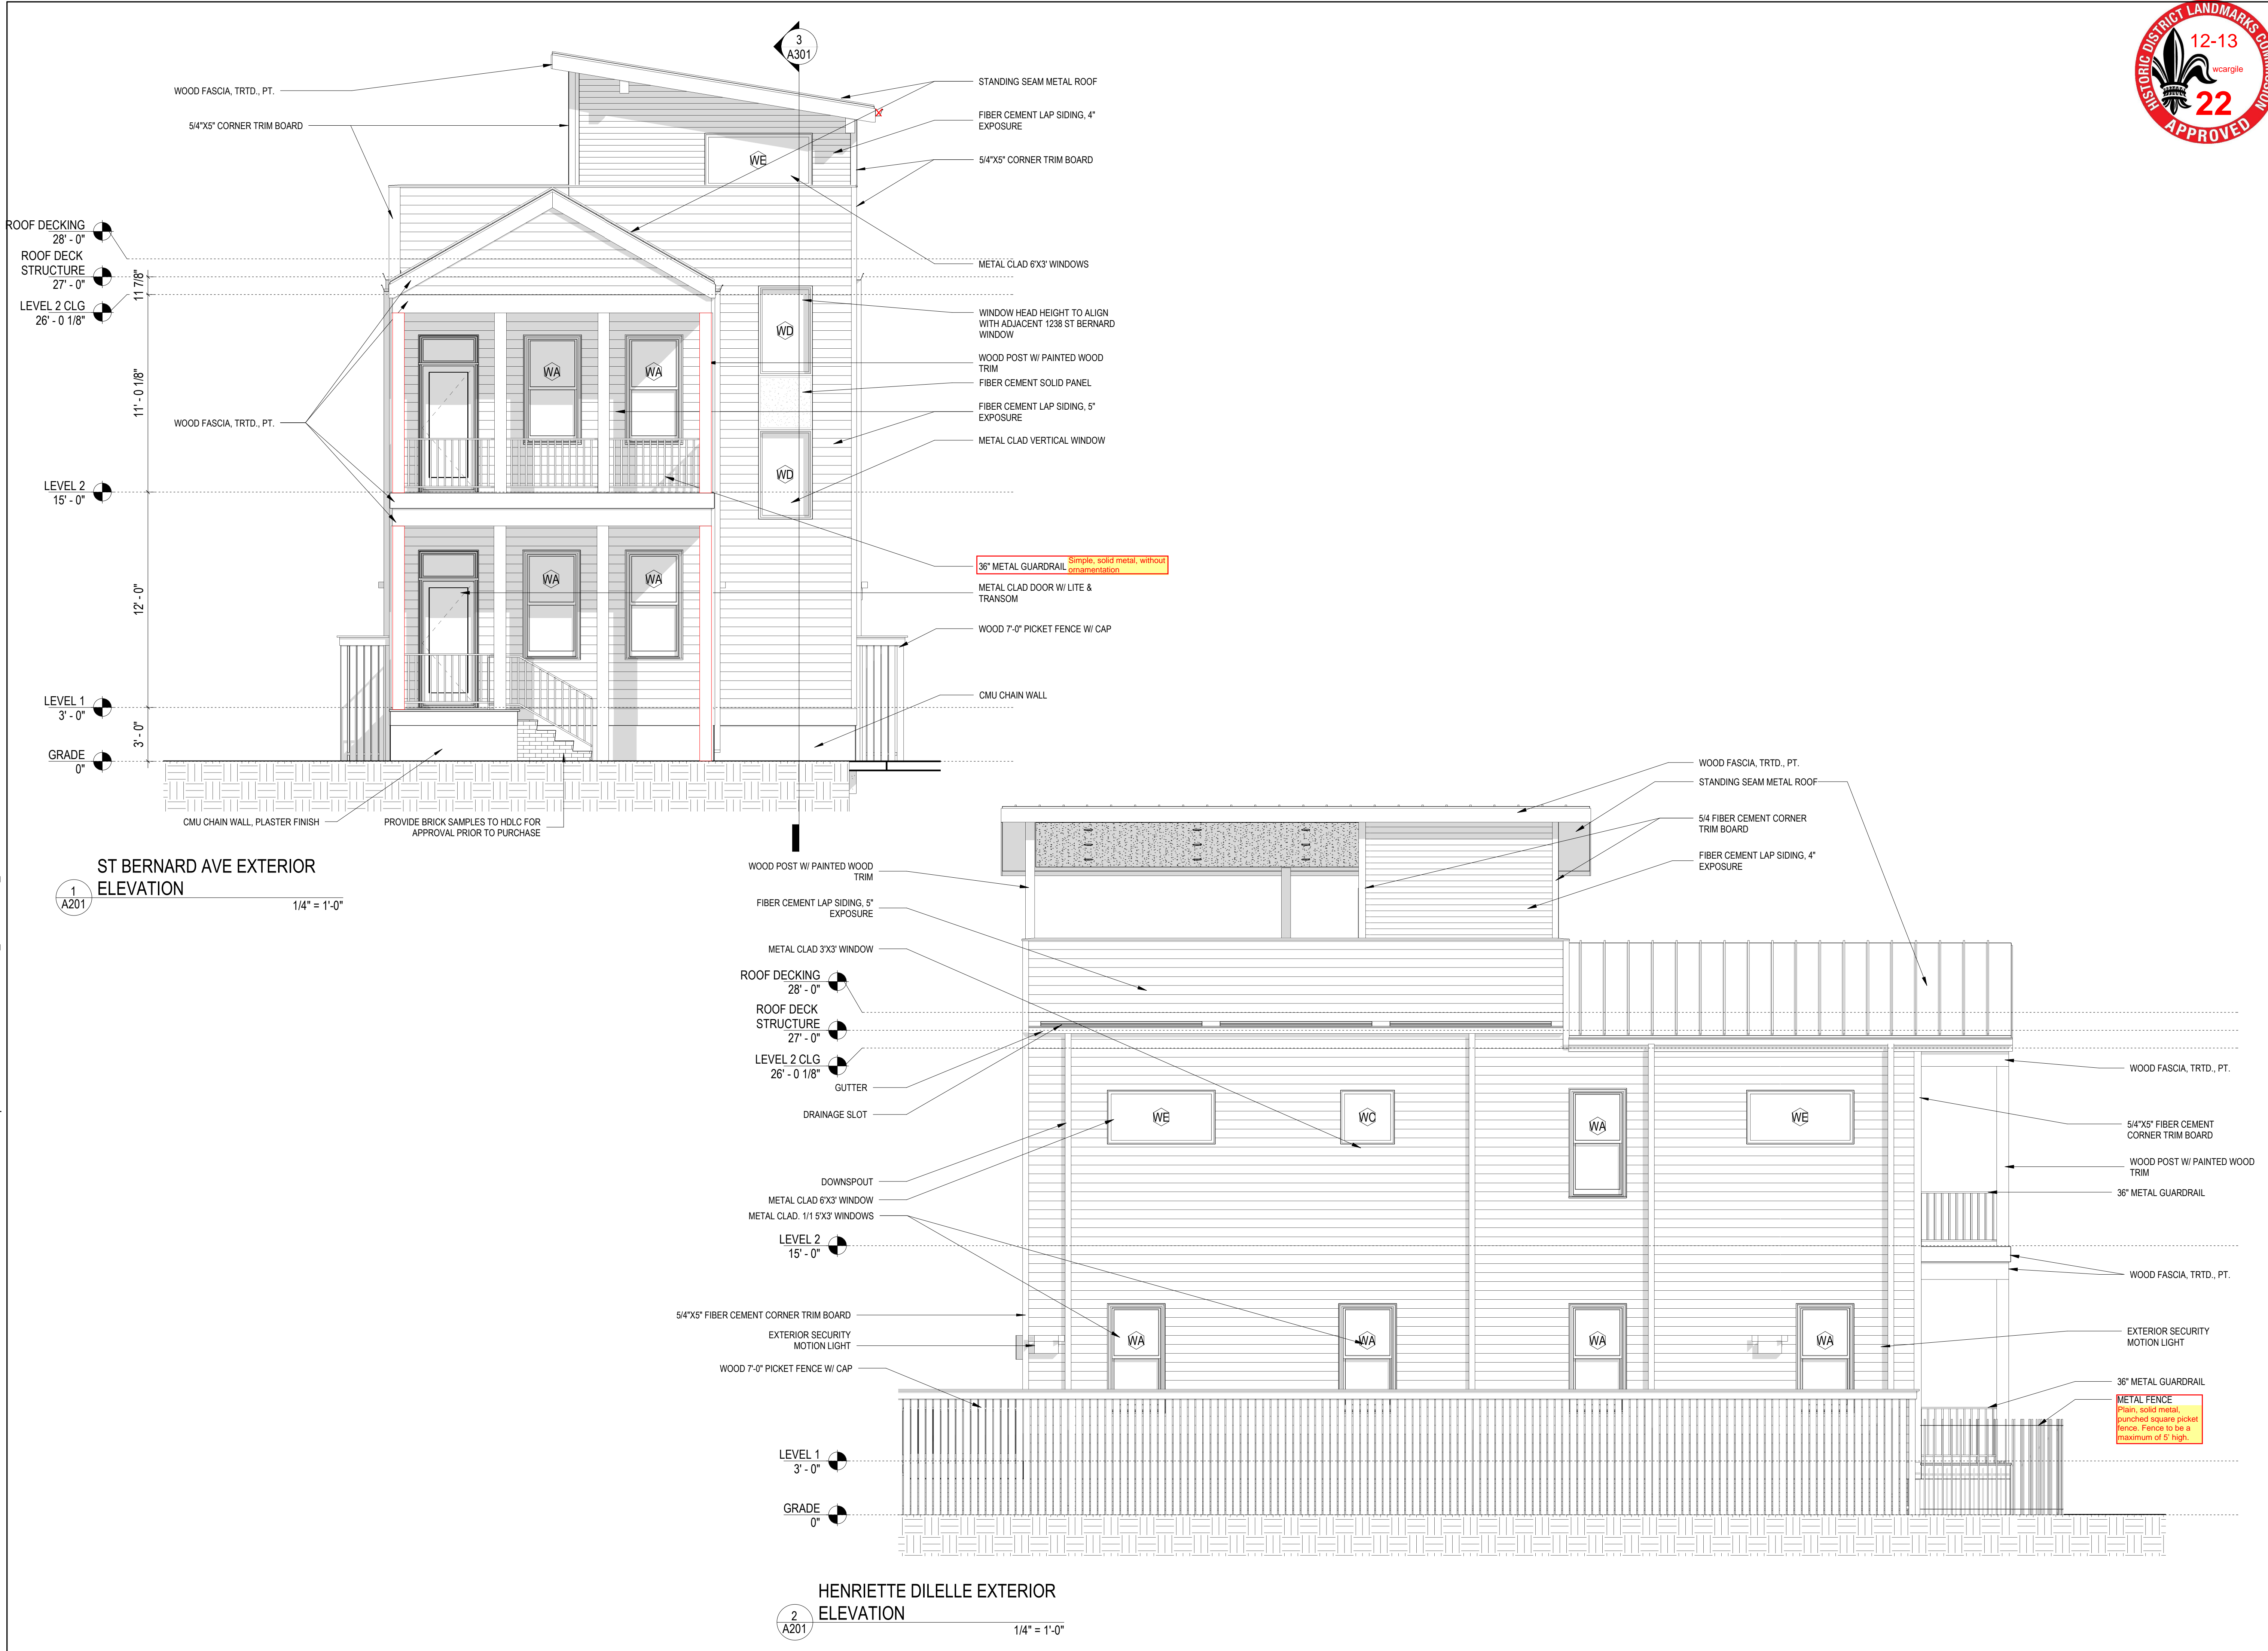 HISTORIC DISTRICT LANDMARKS COMMISSION
12-13
wcargile
22
APPROVED
3
A301
WOOD FASCIA, TRTD., PT.
5/4"X5" CORNER TRIM BOARD
STANDING SEAM METAL ROOF
FIBER CEMENT LAP SIDING, 4"
EXPOSURE
5/4"X5" CORNER TRIM BOARD
WE
ROOF DECKING
28' - 0"
ROOF DECK
STRUCTURE
27' - 0"
LEVEL 2 CLG
26' - 0 1/8"
11 7/8"
METAL CLAD 6'X3' WINDOWS
WINDOW HEAD HEIGHT TO ALIGN
WITH ADJACENT 1238 ST BERNARD
WINDOW
WOOD POST W/ PAINTED WOOD
TRIM
FIBER CEMENT SOLID PANEL
FIBER CEMENT LAP SIDING, 5"
EXPOSURE
METAL CLAD VERTICAL WINDOW
WD
WA
WA
WD
11' - 0 1/8"
WOOD FASCIA, TRTD., PT.
LEVEL 2
15' - 0"
36" METAL GUARDRAIL
Simple, solid metal, without
ornamentation
METAL CLAD DOOR W/ LITE &
TRANSOM
WA
WA
12' - 0"
WOOD 7'-0" PICKET FENCE W/ CAP
CMU CHAIN WALL
LEVEL 1
3' - 0"
3' - 0"
GRADE
0"
CMU CHAIN WALL, PLASTER FINISH
PROVIDE BRICK SAMPLES TO HDLC FOR
APPROVAL PRIOR TO PURCHASE
1
A201
ST BERNARD AVE EXTERIOR
ELEVATION
1/4" = 1'-0"
WOOD FASCIA, TRTD., PT.
STANDING SEAM METAL ROOF
5/4 FIBER CEMENT CORNER
TRIM BOARD
FIBER CEMENT LAP SIDING, 4"
EXPOSURE
WOOD POST W/ PAINTED WOOD
TRIM
FIBER CEMENT LAP SIDING, 5"
EXPOSURE
METAL CLAD 3'X3' WINDOW
ROOF DECKING
28' - 0"
ROOF DECK
STRUCTURE
27' - 0"
LEVEL 2 CLG
26' - 0 1/8"
GUTTER
DRAINAGE SLOT
WE
WC
WA
WE
DOWNSPOUT
METAL CLAD 6'X3' WINDOW
METAL CLAD. 1/1 5'X3' WINDOWS
LEVEL 2
15' - 0"
5/4"X5" FIBER CEMENT CORNER TRIM BOARD
EXTERIOR SECURITY
MOTION LIGHT
WOOD 7'-0" PICKET FENCE W/ CAP
WA
WA
WA
WA
WOOD FASCIA, TRTD., PT.
5/4"X5" FIBER CEMENT
CORNER TRIM BOARD
WOOD POST W/ PAINTED WOOD
TRIM
36" METAL GUARDRAIL
WOOD FASCIA, TRTD., PT.
EXTERIOR SECURITY
MOTION LIGHT
36" METAL GUARDRAIL
METAL FENCE
Plain, solid metal,
punched square picket
fence. Fence to be a
maximum of 5' high.
LEVEL 1
3' - 0"
GRADE
0"
2
A201
HENRIETTE DILELLE EXTERIOR
ELEVATION
1/4" = 1'-0"